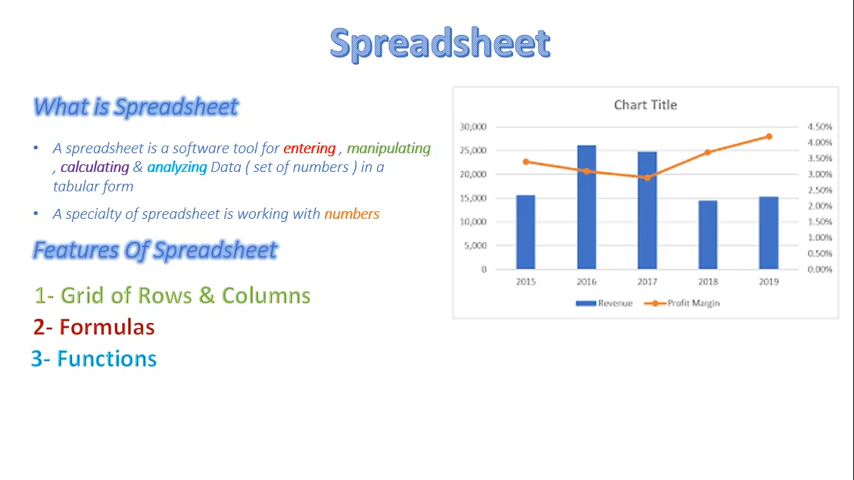 Spreadsheet
What is Spreadsheet
• A spreadsheet is a software tool for entering , manipulating
, calculating & analyzing Data ( set of numbers ) in a
tabular form
• A specialty of spreadsheet is working with numbers
Features Of Spreadsheet
1- Grid of Rows & Columns
2- Formulas
3- Functions
Chart Title
30,000
25,000
20,000
15,000
10,000
5,000
0
4.50%
4.00%
3.50%
3.00%
2.50%
2.00%
1.50%
1.00%
0.50%
0.00%
2015 2016 2017 2018 2019
Revenue Profit Margin